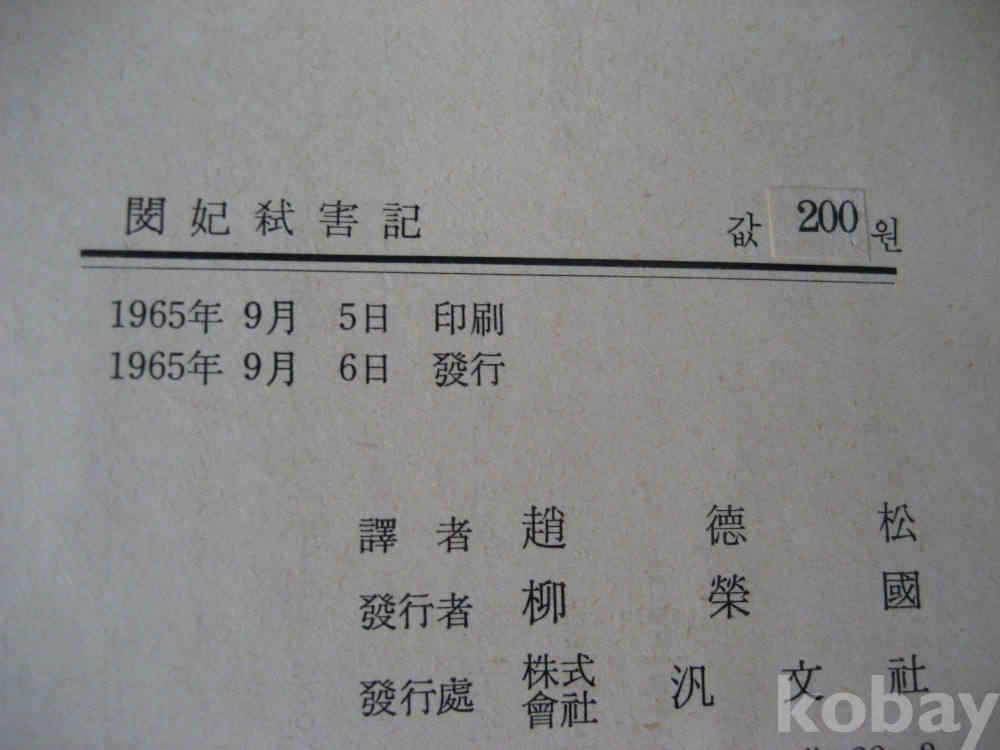 閔妃弑害記 값 200 원
1965年 9月 5日 印刷
1965年 9月 6日 發行
譯者 趙德松
發行者 柳榮國
發行處 株式會社 汎文社
kobay